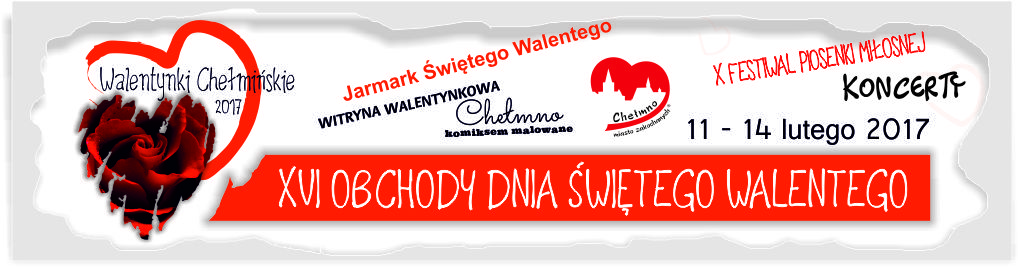 Walentynki Chełmińskie
2017
Jarmark Świętego Walentego
WITRYNA WALENTYNKOWA
Chełmno
komiksem malowane
Chełmno
miasto zakochanych®
X FESTIWAL PIOSENKI MIŁOSNEJ
KONCERTY
11 - 14 lutego 2017
XVI OBCHODY DNIA ŚWIĘTEGO WALENTEGO